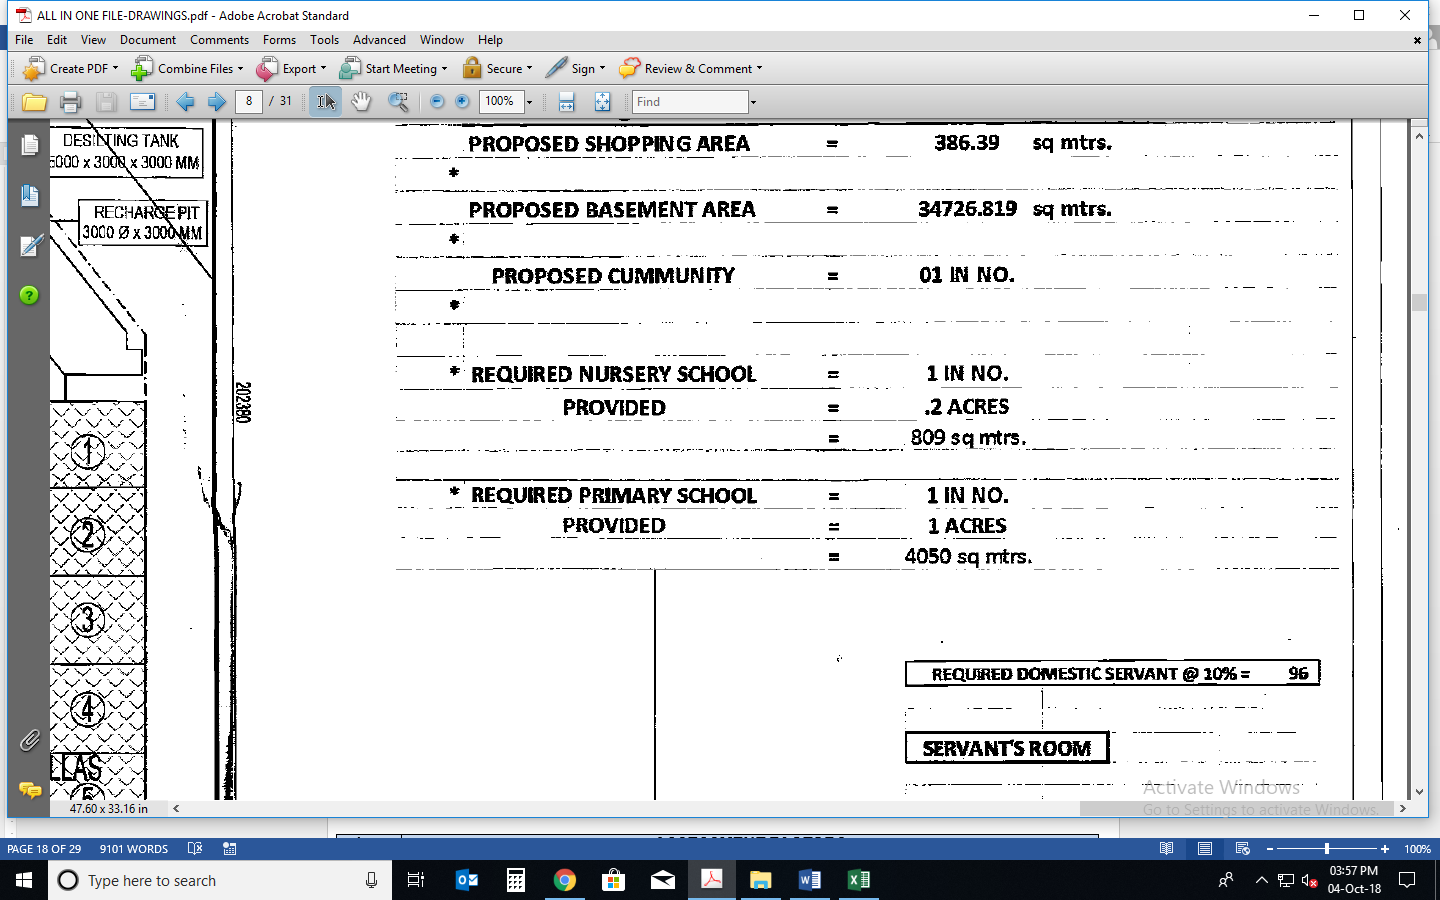 ALL IN ONE FILE-DRAWINGS.pdf - Adobe Acrobat Standard
File Edit View Document Comments Forms Tools Advanced Window Help
Create PDF Combine Files Export Start Meeting Secure Sign Review & Comment
8 / 31 100% Find
DESILTING TANK
5000 x 3000 x 3000 MM
RECHARGE PIT
3000 Ø x 3000 MM
202380
1
2
3
4
LLAS
5
PROPOSED SHOPPING AREA = 386.39 sq mtrs.
*
PROPOSED BASEMENT AREA = 34726.819 sq mtrs.
*
PROPOSED CUMMUNITY = 01 IN NO.
*
* REQUIRED NURSERY SCHOOL = 1 IN NO.
PROVIDED = .2 ACRES
= 809 sq mtrs.
* REQUIRED PRIMARY SCHOOL = 1 IN NO.
PROVIDED = 1 ACRES
= 4050 sq mtrs.
REQUIRED DOMESTIC SERVANT @ 10% = 96
SERVANT'S ROOM
Activate Windows
Go to Settings to activate Windows.
47.60 x 33.16 in
PAGE 18 OF 29 9101 WORDS 100%
Type here to search
03:57 PM
04-Oct-18